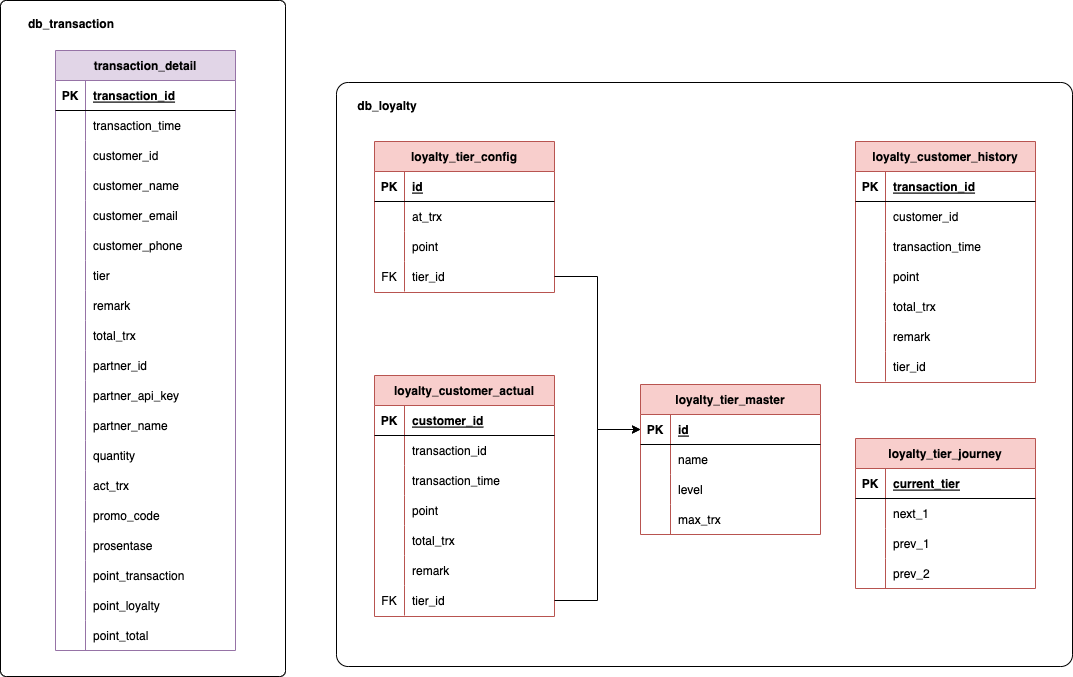 db_transaction
transaction_detail
PK transaction_id
transaction_time
customer_id
customer_name
customer_email
customer_phone
tier
remark
total_trx
partner_id
partner_api_key
partner_name
quantity
act_trx
promo_code
prosentase
point_transaction
point_loyalty
point_total
db_loyalty
loyalty_tier_config
PK id
at_trx
point
FK tier_id
loyalty_customer_actual
PK customer_id
transaction_id
transaction_time
point
total_trx
remark
FK tier_id
loyalty_tier_master
PK id
name
level
max_trx
loyalty_customer_history
PK transaction_id
customer_id
transaction_time
point
total_trx
remark
tier_id
loyalty_tier_journey
PK current_tier
next_1
prev_1
prev_2